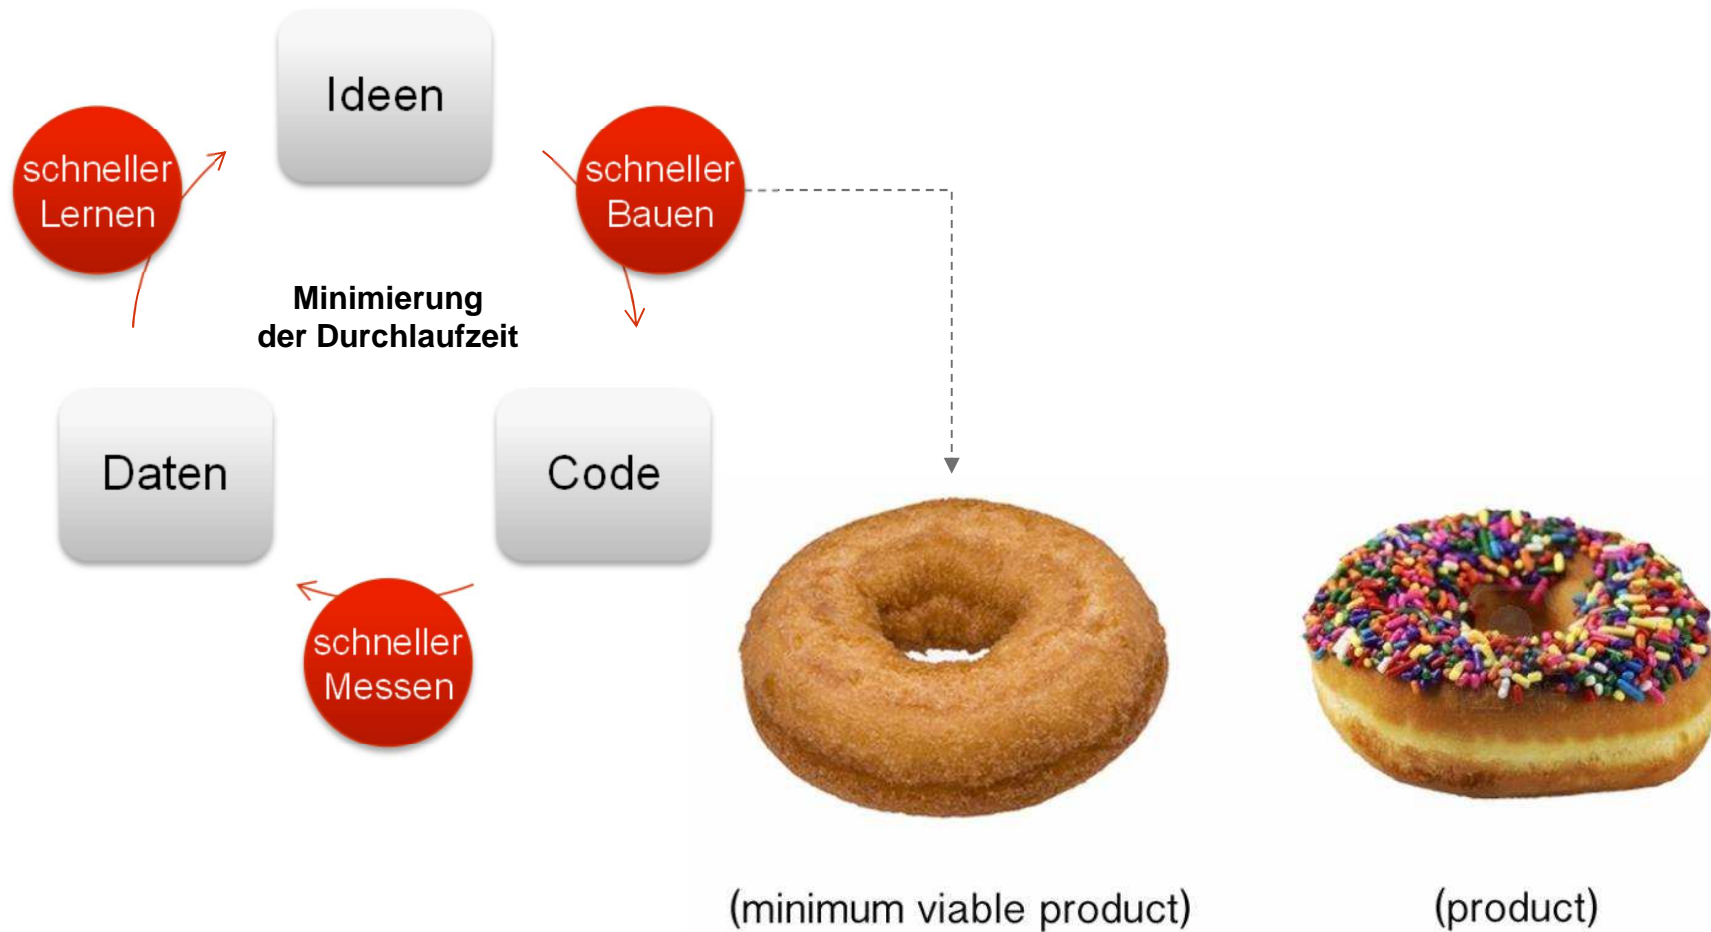 Ideen
schneller
Lernen
schneller
Bauen
Minimierung
der Durchlaufzeit
Daten
Code
schneller
Messen
(minimum viable product)
(product)